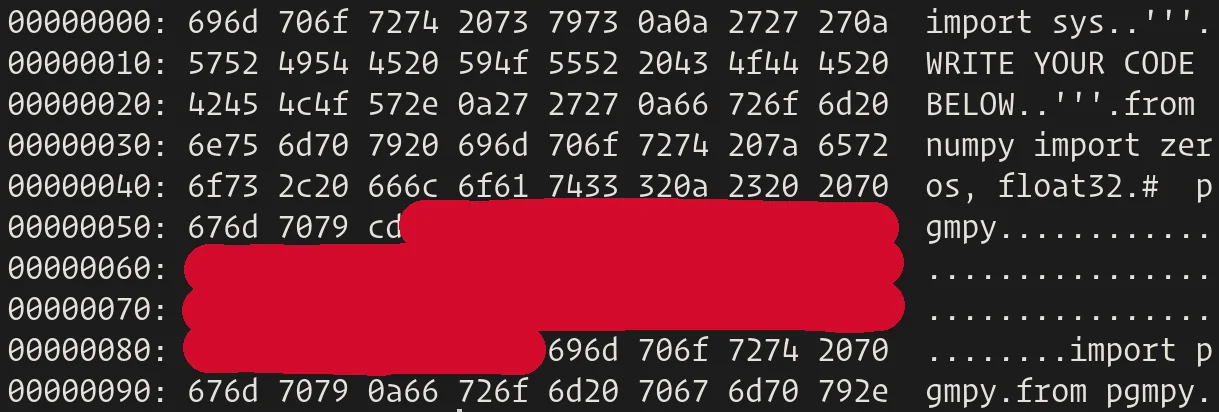 00000000: 696d 706f 7274 2073 7973 0a0a 2727 270a  import sys..'''.
00000010: 5752 4954 4520 594f 5552 2043 4f44 4520  WRITE YOUR CODE 
00000020: 4245 4c4f 572e 0a27 2727 0a66 726f 6d20  BELOW..'''.from 
00000030: 6e75 6d70 7920 696d 706f 7274 207a 6572  numpy import zer
00000040: 6f73 2c20 666c 6f61 7433 320a 2320 2070  os, float32.#  p
00000050: 676d 7079 cd gmpy............
00000060: ................
00000070: ................
00000080: 696d 706f 7274 2070  ........import p
00000090: 676d 7079 0a66 726f 6d20 7067 6d70 792e  gmpy.from pgmpy.